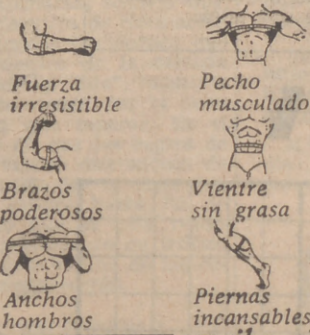 Fuerza
irresistible
Pecho
musculado
Brazos
poderosos
Vientre
sin grasa
Anchos
hombros
Piernas
incansables